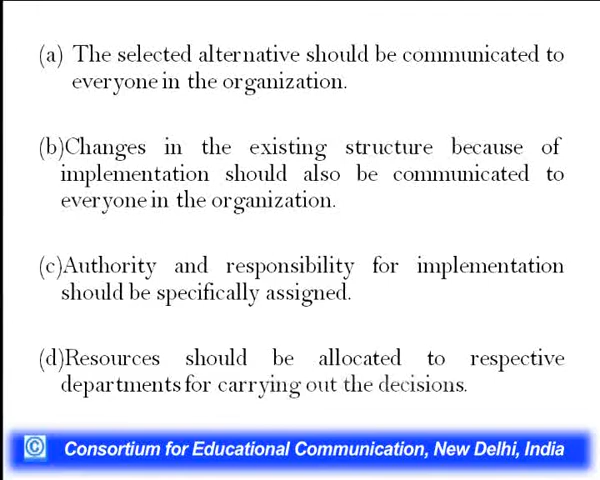 (a) The selected alternative should be communicated to
everyone in the organization.
(b)Changes in the existing structure because of
implementation should also be communicated to
everyone in the organization.
(c)Authority and responsibility for implementation
should be specifically assigned.
(d)Resources should be allocated to respective
departments for carrying out the decisions.
© Consortium for Educational Communication, New Delhi, India